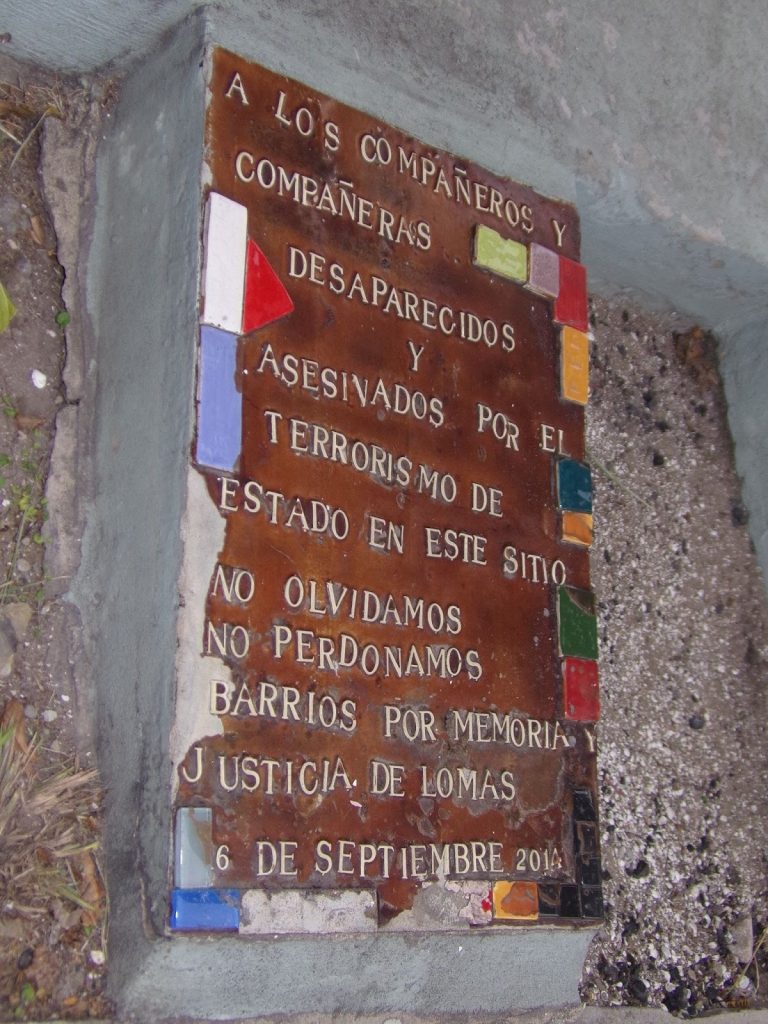 A LOS COMPAÑEROS Y
COMPAÑERAS
DESAPARECIDOS
Y
ASESINADOS POR EL
TERRORISMO DE
ESTADO EN ESTE SITIO
NO OLVIDAMOS
NO PERDONAMOS
BARRIOS POR MEMORIA Y
JUSTICIA DE LOMAS
6 DE SEPTIEMBRE 2014